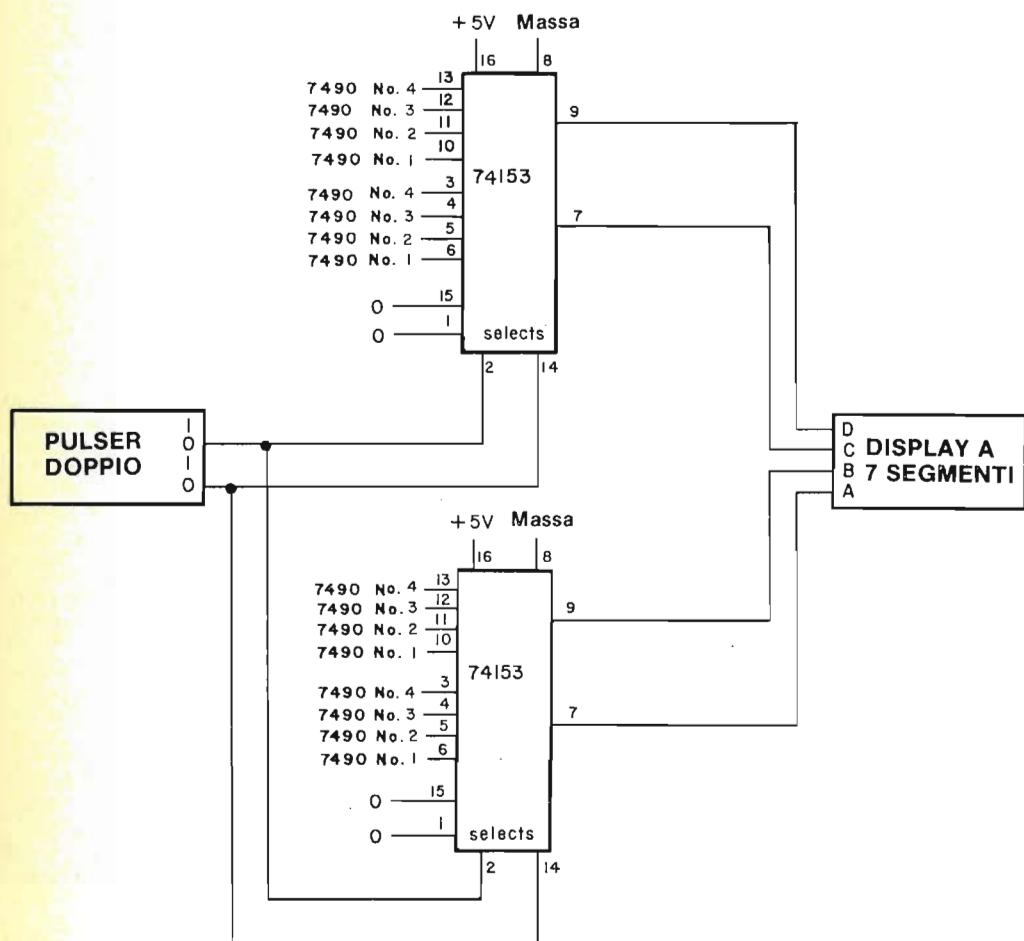 +5V Massa
16 8
7490 No. 4 13
7490 No. 3 12
7490 No. 2 11
7490 No. 1 10
7490 No. 4 3
7490 No. 3 4
7490 No. 2 5
7490 No. 1 6
0 15
0 1
74153
selects
9
7
2 14
PULSER
DOPPIO
1
0
1
0
D
C
B
A
DISPLAY A
7 SEGMENTI
+5V Massa
16 8
7490 No. 4 13
7490 No. 3 12
7490 No. 2 11
7490 No. 1 10
7490 No. 4 3
7490 No. 3 4
7490 No. 2 5
7490 No. 1 6
0 15
0 1
74153
selects
9
7
2 14